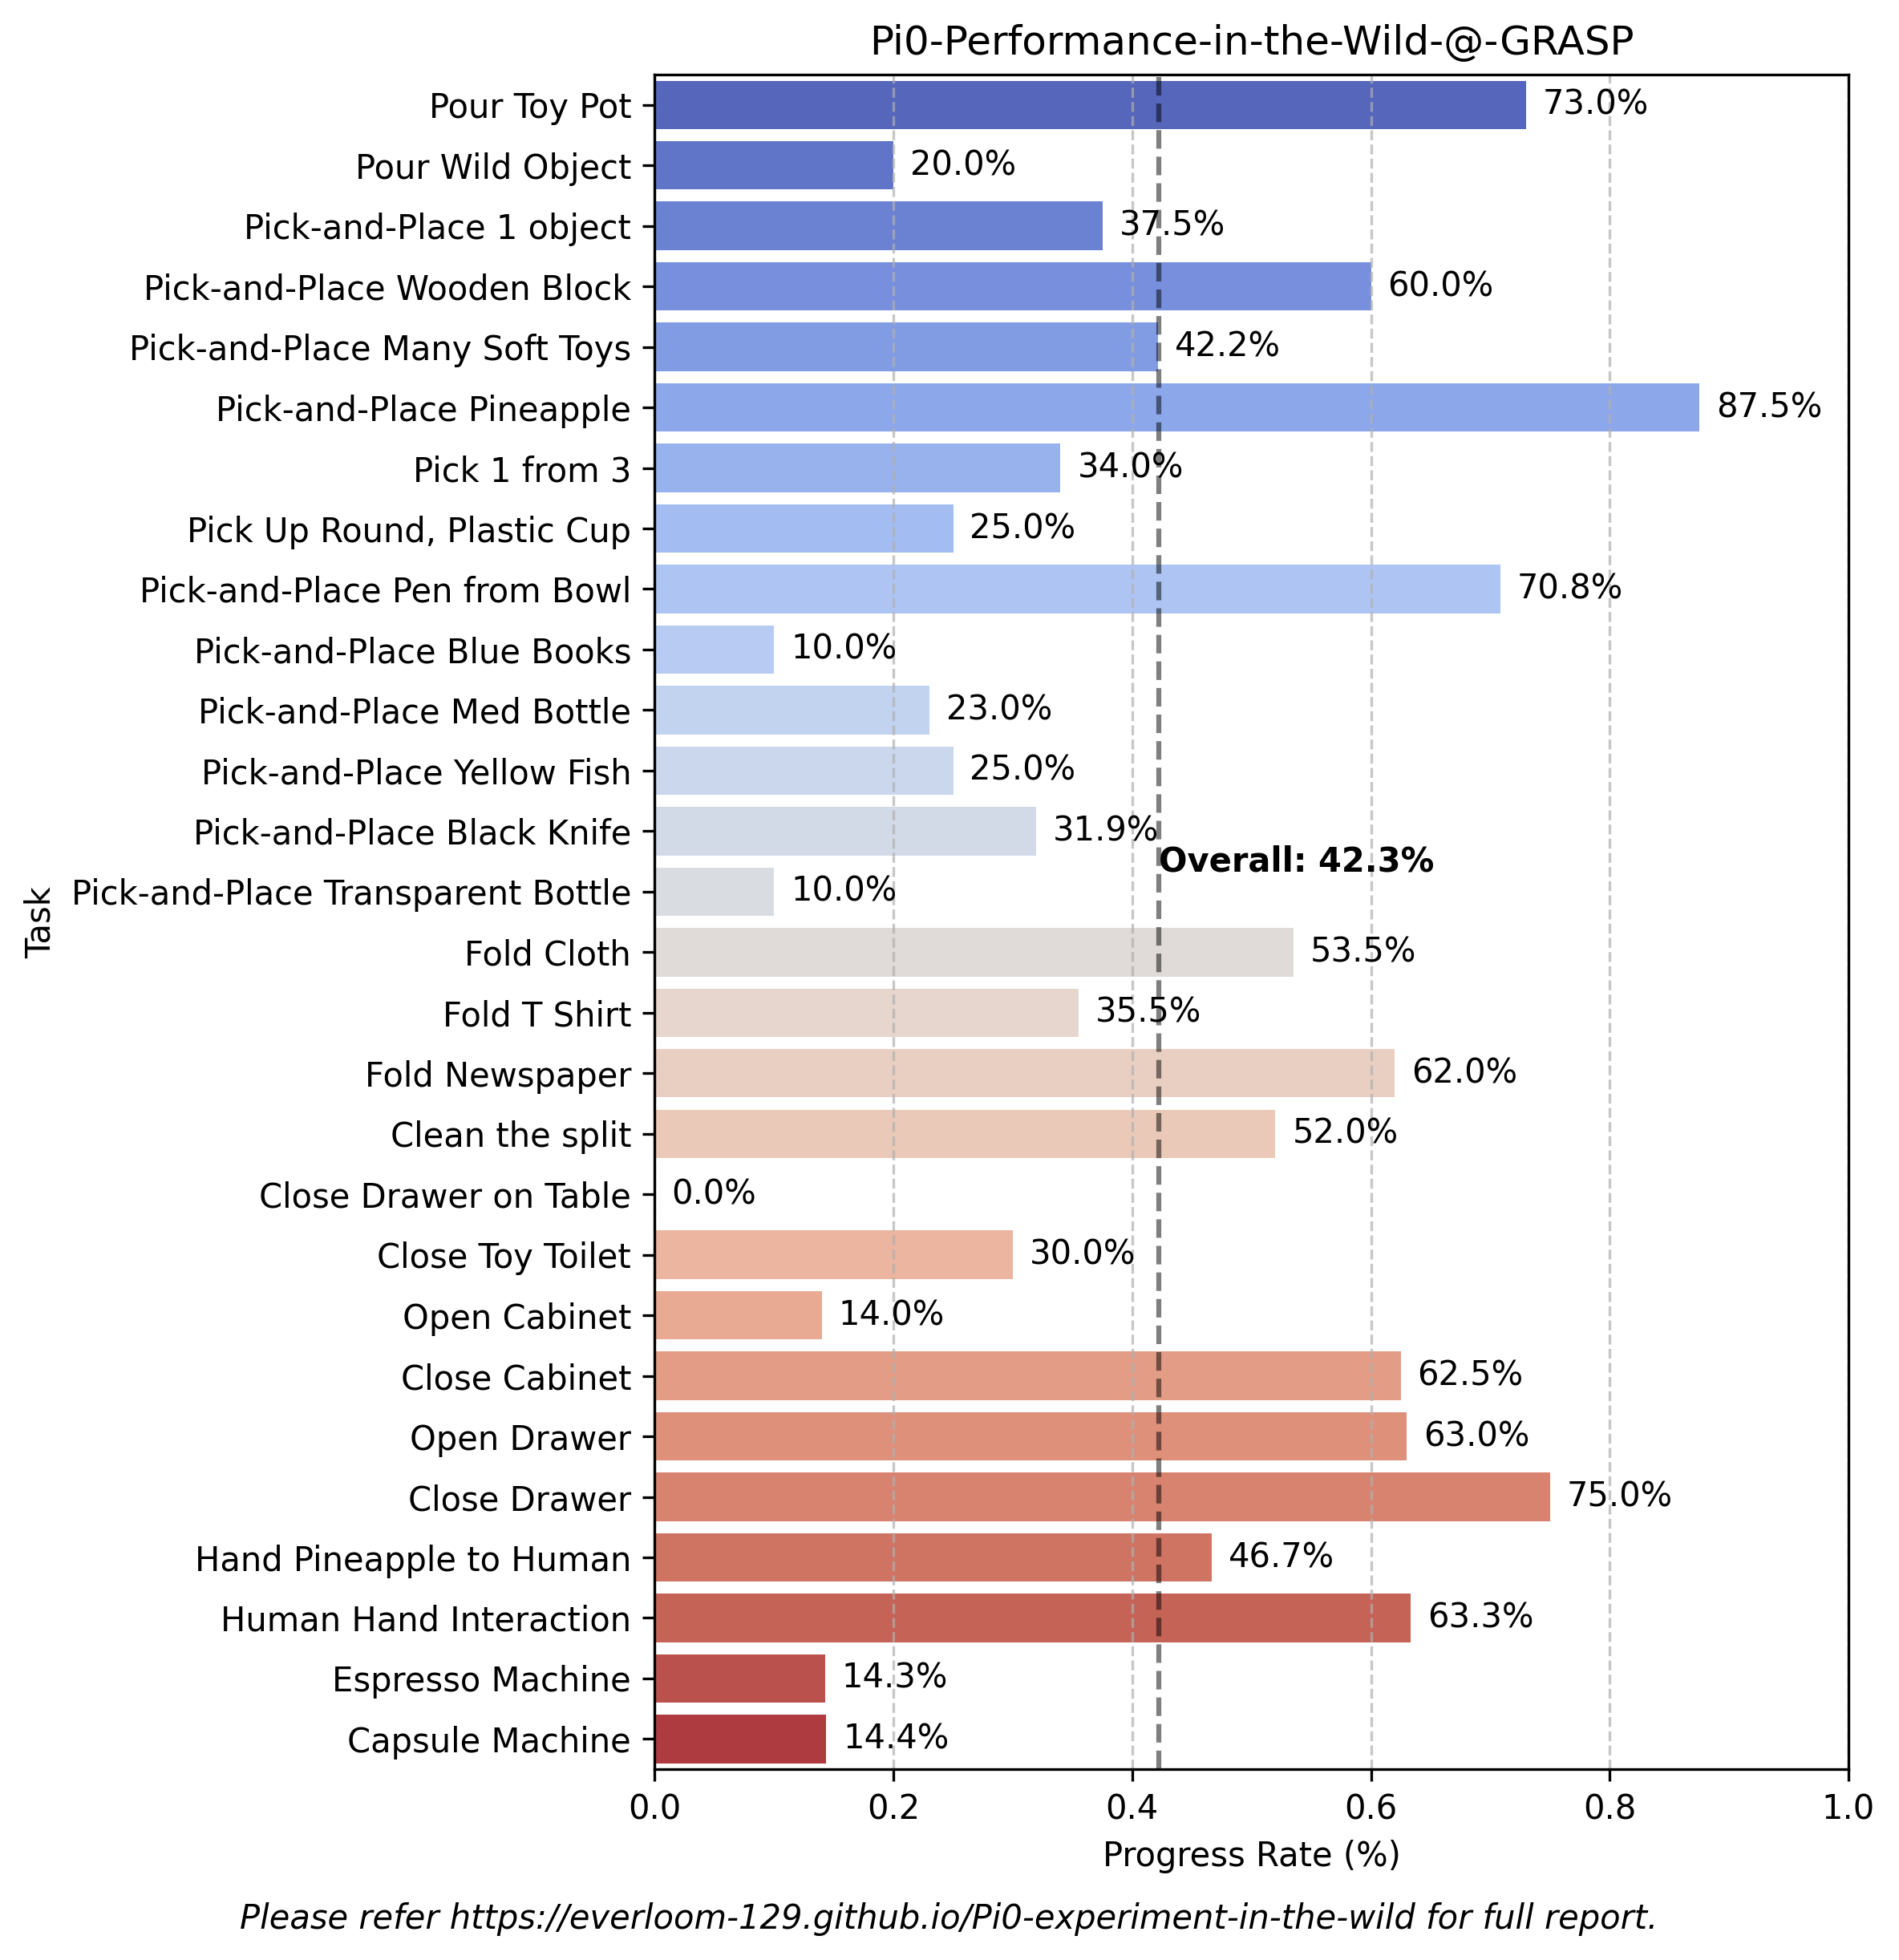 Pi0-Performance-in-the-Wild-@-GRASP
Pour Toy Pot 73.0%
Pour Wild Object 20.0%
Pick-and-Place 1 object 37.5%
Pick-and-Place Wooden Block 60.0%
Pick-and-Place Many Soft Toys 42.2%
Pick-and-Place Pineapple 87.5%
Pick 1 from 3 34.0%
Pick Up Round, Plastic Cup 25.0%
Pick-and-Place Pen from Bowl 70.8%
Pick-and-Place Blue Books 10.0%
Pick-and-Place Med Bottle 23.0%
Pick-and-Place Yellow Fish 25.0%
Pick-and-Place Black Knife 31.9%
Overall: 42.3%
Pick-and-Place Transparent Bottle 10.0%
Task
Fold Cloth 53.5%
Fold T Shirt 35.5%
Fold Newspaper 62.0%
Clean the split 52.0%
Close Drawer on Table 0.0%
Close Toy Toilet 30.0%
Open Cabinet 14.0%
Close Cabinet 62.5%
Open Drawer 63.0%
Close Drawer 75.0%
Hand Pineapple to Human 46.7%
Human Hand Interaction 63.3%
Espresso Machine 14.3%
Capsule Machine 14.4%
0.0 0.2 0.4 0.6 0.8 1.0
Progress Rate (%)
Please refer https://everloom-129.github.io/Pi0-experiment-in-the-wild for full report.